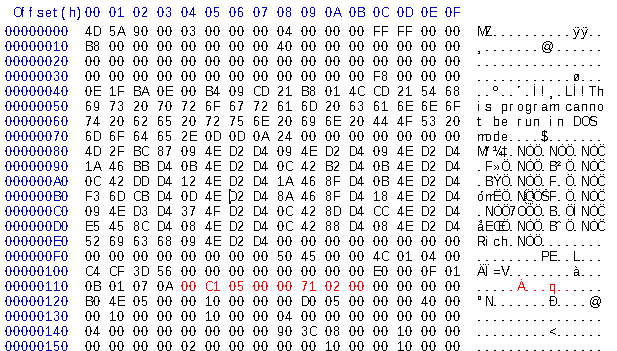 Offset(h) 00 01 02 03 04 05 06 07 08 09 0A 0B 0C 0D 0E 0F
00000000 4D 5A 90 00 03 00 00 00 04 00 00 00 FF FF 00 00 MZ..........ÿÿ..
00000010 B8 00 00 00 00 00 00 00 40 00 00 00 00 00 00 00 ¸.......@.......
00000020 00 00 00 00 00 00 00 00 00 00 00 00 00 00 00 00 ................
00000030 00 00 00 00 00 00 00 00 00 00 00 00 F8 00 00 00 ............ø...
00000040 0E 1F BA 0E 00 B4 09 CD 21 B8 01 4C CD 21 54 68 ..º..´.Í!¸.LÍ!Th
00000050 69 73 20 70 72 6F 67 72 61 6D 20 63 61 6E 6E 6F is program canno
00000060 74 20 62 65 20 72 75 6E 20 69 6E 20 44 4F 53 20 t be run in DOS
00000070 6D 6F 64 65 2E 0D 0D 0A 24 00 00 00 00 00 00 00 mode....$.......
00000080 4D 2F BC 87 09 4E D2 D4 09 4E D2 D4 09 4E D2 D4 M/¼‡.NÒÔ.NÒÔ.NÒÔ
00000090 1A 46 BB D4 0B 4E D2 D4 0C 42 B2 D4 0B 4E D2 D4 .F»Ô.NÒÔ.B²Ô.NÒÔ
000000A0 0C 42 DD D4 12 4E D2 D4 1A 46 8F D4 0B 4E D2 D4 .BÝÔ.NÒÔ.F.Ô.NÒÔ
000000B0 F3 6D CB D4 0D 4E D2 D4 8A 46 8F D4 18 4E D2 D4 ómËÔ.NÒÔŠF.Ô.NÒÔ
000000C0 09 4E D3 D4 37 4F D2 D4 0C 42 8D D4 CC 4E D2 D4 .NÓÔ7OÒÔ.B.ÔÌNÒÔ
000000D0 E5 45 8C D4 08 4E D2 D4 0C 42 88 D4 08 4E D2 D4 åEŒÔ.NÒÔ.BˆÔ.NÒÔ
000000E0 52 69 63 68 09 4E D2 D4 00 00 00 00 00 00 00 00 Rich.NÒÔ........
000000F0 00 00 00 00 00 00 00 00 50 45 00 00 4C 01 04 00 ........PE..L...
00000100 C4 CF 3D 56 00 00 00 00 00 00 00 00 E0 00 0F 01 ÄÏ=V........à...
00000110 0B 01 07 0A 00 C1 05 00 00 71 02 00 00 00 00 00 .....Á...q......
00000120 B0 4E 05 00 00 10 00 00 00 D0 05 00 00 00 40 00 °N.......Ð....@.
00000130 00 10 00 00 00 10 00 00 04 00 00 00 00 00 00 00 ................
00000140 04 00 00 00 00 00 00 00 90 3C 08 00 00 10 00 00 .........<......
00000150 00 00 00 00 02 00 00 00 00 00 10 00 00 10 00 00 ................